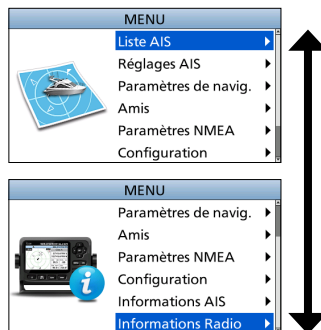 MENU
Liste AIS
Réglages AIS
Paramètres de navig.
Amis
Paramètres NMEA
Configuration
MENU
Paramètres de navig.
Amis
Paramètres NMEA
Configuration
Informations AIS
Informations Radio